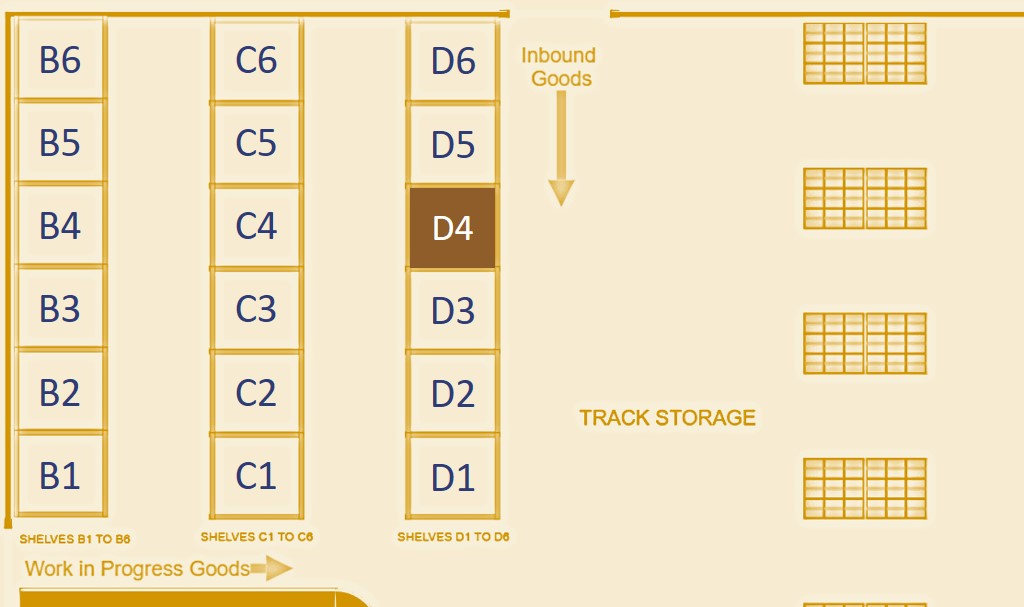 B6
C6
D6
Inbound
Goods
B5
C5
D5
B4
C4
D4
B3
C3
D3
B2
C2
D2
TRACK STORAGE
B1
C1
D1
SHELVES B1 TO B6
SHELVES C1 TO C6
SHELVES D1 TO D6
Work in Progress Goods